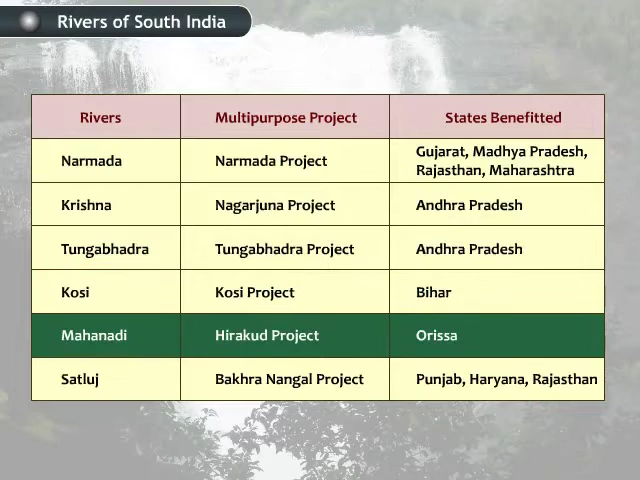 Rivers of South India
Rivers Multipurpose Project States Benefitted
Narmada Narmada Project Gujarat, Madhya Pradesh,
Rajasthan, Maharashtra
Krishna Nagarjuna Project Andhra Pradesh
Tungabhadra Tungabhadra Project Andhra Pradesh
Kosi Kosi Project Bihar
Mahanadi Hirakud Project Orissa
Satluj Bakhra Nangal Project Punjab, Haryana, Rajasthan